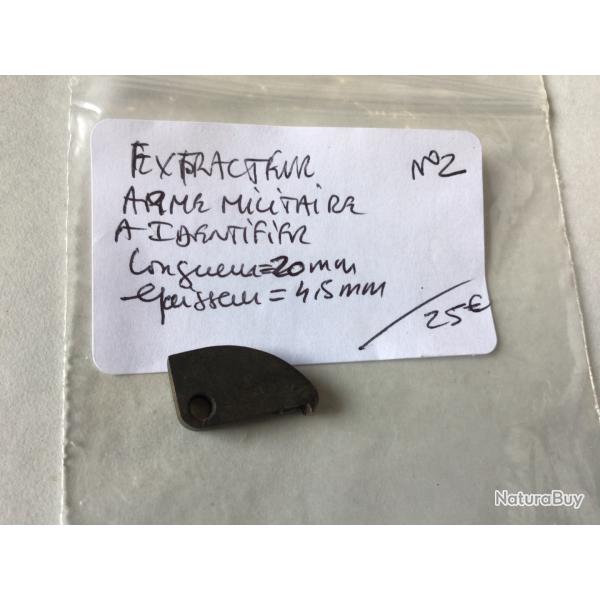 EXTRACTEUR N°2
ARME MILITAIRE
A IDENTIFIER
Longueur=20mm
épaisseur = 4,5mm
25€
NaturaBuy